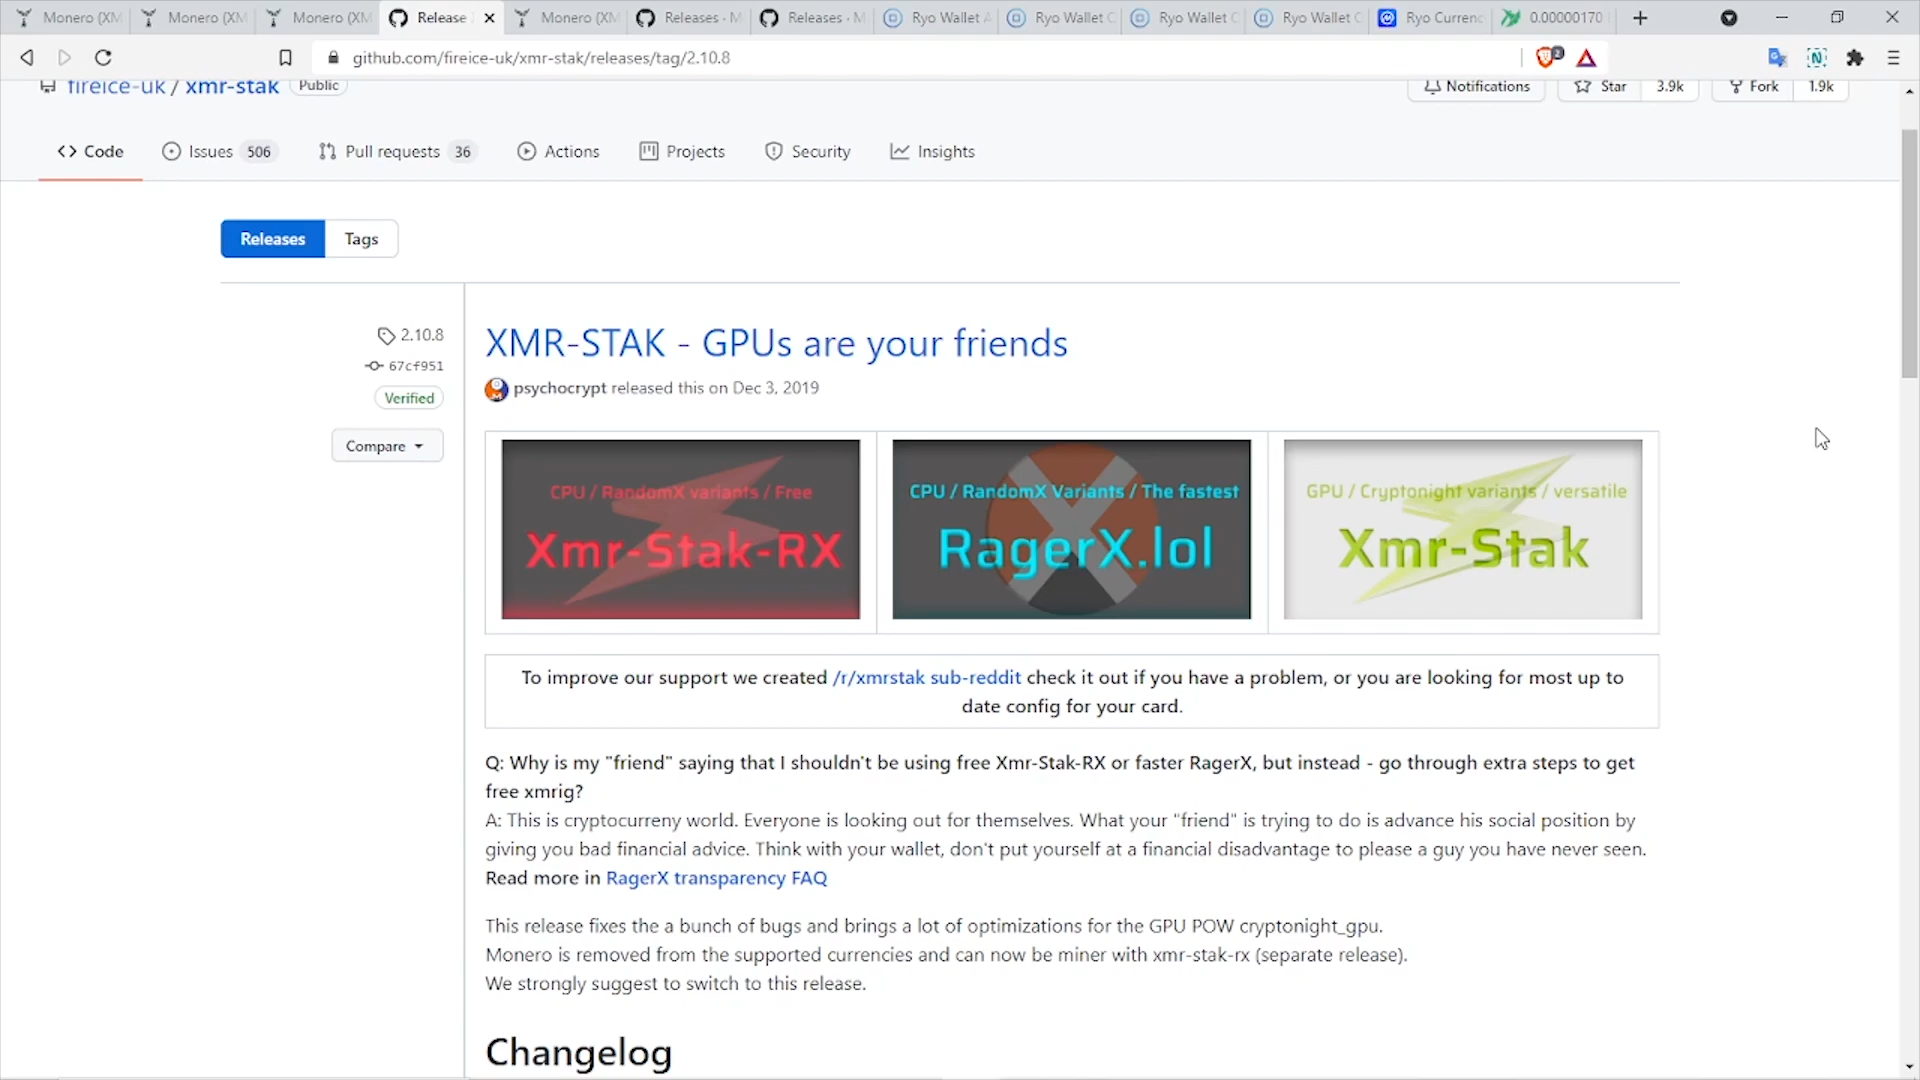 Monero (XM
Monero (XM
Monero (XM
Release
Monero (XM
Releases · M
Releases · M
Ryo Wallet A
Ryo Wallet C
Ryo Wallet C
Ryo Wallet C
Ryo Currenc
0.00000170
github.com/fireice-uk/xmr-stak/releases/tag/2.10.8
2
fireice-uk / xmr-stak Public
Notifications
Star 3.9k
Fork 1.9k
<> Code
Issues 506
Pull requests 36
Actions
Projects
Security
Insights
Releases
Tags
2.10.8
67cf951
Verified
Compare
XMR-STAK - GPUs are your friends
psychocrypt released this on Dec 3, 2019
CPU / RandomX variants / Free
Xmr-Stak-RX
CPU / RandomX Variants / The fastest
RagerX.lol
GPU / Cryptonight variants / versatile
Xmr-Stak
To improve our support we created /r/xmrstak sub-reddit check it out if you have a problem, or you are looking for most up to
date config for your card.
Q: Why is my "friend" saying that I shouldn't be using free Xmr-Stak-RX or faster RagerX, but instead - go through extra steps to get
free xmrig?
A: This is cryptocurreny world. Everyone is looking out for themselves. What your "friend" is trying to do is advance his social position by
giving you bad financial advice. Think with your wallet, don't put yourself at a financial disadvantage to please a guy you have never seen.
Read more in RagerX transparency FAQ
This release fixes the a bunch of bugs and brings a lot of optimizations for the GPU POW cryptonight_gpu.
Monero is removed from the supported currencies and can now be miner with xmr-stak-rx (separate release).
We strongly suggest to switch to this release.
Changelog